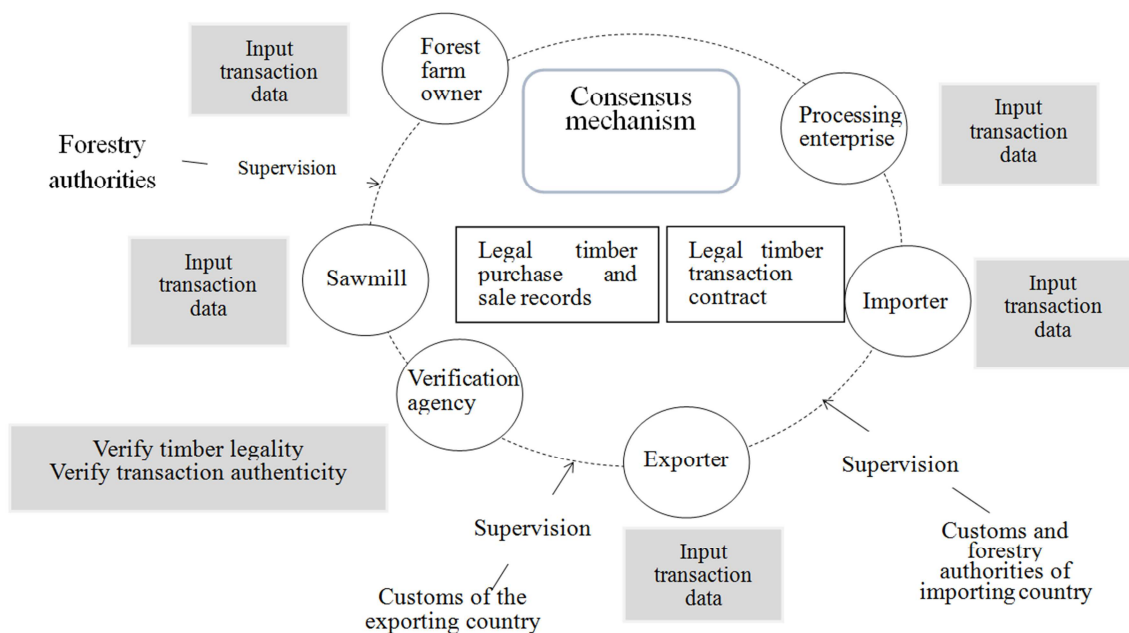 Input
transaction
data
Forest
farm
owner
Consensus
mechanism
Processing
enterprise
Input
transaction
data
Forestry
authorities
Supervision
Input
transaction
data
Sawmill
Legal timber
purchase and
sale records
Legal timber
transaction
contract
Importer
Input
transaction
data
Verification
agency
Verify timber legality
Verify transaction authenticity
Exporter
Supervision
Supervision
Customs of the
exporting country
Input
transaction
data
Customs and
forestry
authorities of
importing country